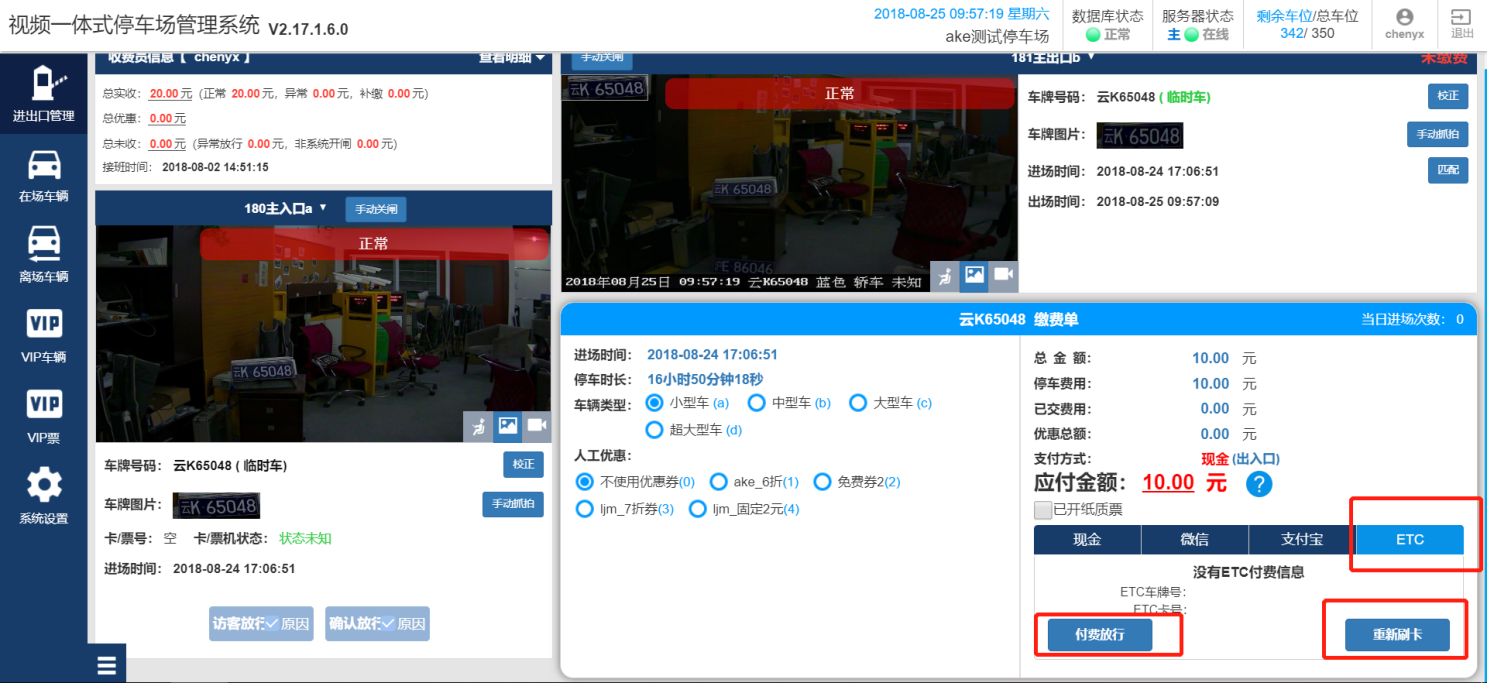 视频一体式停车场管理系统 V2.17.1.6.0
2018-08-25 09:57:19 星期六
ake测试停车场
数据库状态
正常
服务器状态
主 在线
剩余车位/总车位
342/ 350
chenyx
退出
进出口管理
在场车辆
离场车辆
VIP
VIP车辆
VIP
VIP票
系统设置
收费员信息【 chenyx 】 查看明细
总实收: 20.00 元 (正常 20.00 元, 异常 0.00 元, 补缴 0.00 元)
总优惠: 0.00 元
总未收: 0.00 元 (异常放行 0.00 元, 非系统开闸 0.00 元)
接班时间: 2018-08-02 14:51:15
180主入口a 手动关闸
正常
云K 65048
车牌号码: 云K65048 ( 临时车) 校正
车牌图片: 云K 65048 手动抓拍
卡/票号: 空 卡/票机状态: 状态未知
进场时间: 2018-08-24 17:06:51
访客放行 原因
确认放行 原因
手动关闸 181主出口b 未缴费
云K 65048
正常
云K 65048
2018年08月25日 09:57:19 云K65048 蓝色 轿车 未知
车牌号码: 云K65048 ( 临时车) 校正
车牌图片: 云K 65048 手动抓拍
进场时间: 2018-08-24 17:06:51 匹配
出场时间: 2018-08-25 09:57:09
云K65048 缴费单 当日进场次数: 0
进场时间: 2018-08-24 17:06:51
停车时长: 16小时50分钟18秒
车辆类型: 小型车 (a) 中型车 (b) 大型车 (c)
超大型车 (d)
人工优惠:
不使用优惠券(0) ake_6折(1) 免费券2(2)
ljm_7折券(3) ljm_固定2元(4)
总 金 额: 10.00 元
停车费用: 10.00 元
已交费用: 0.00 元
优惠总额: 0.00 元
支付方式: 现金 (出入口)
应付金额: 10.00 元 ?
已开纸质票
现金 微信 支付宝 ETC
没有ETC付费信息
ETC车牌号:
ETC卡号:
付费放行 重新刷卡